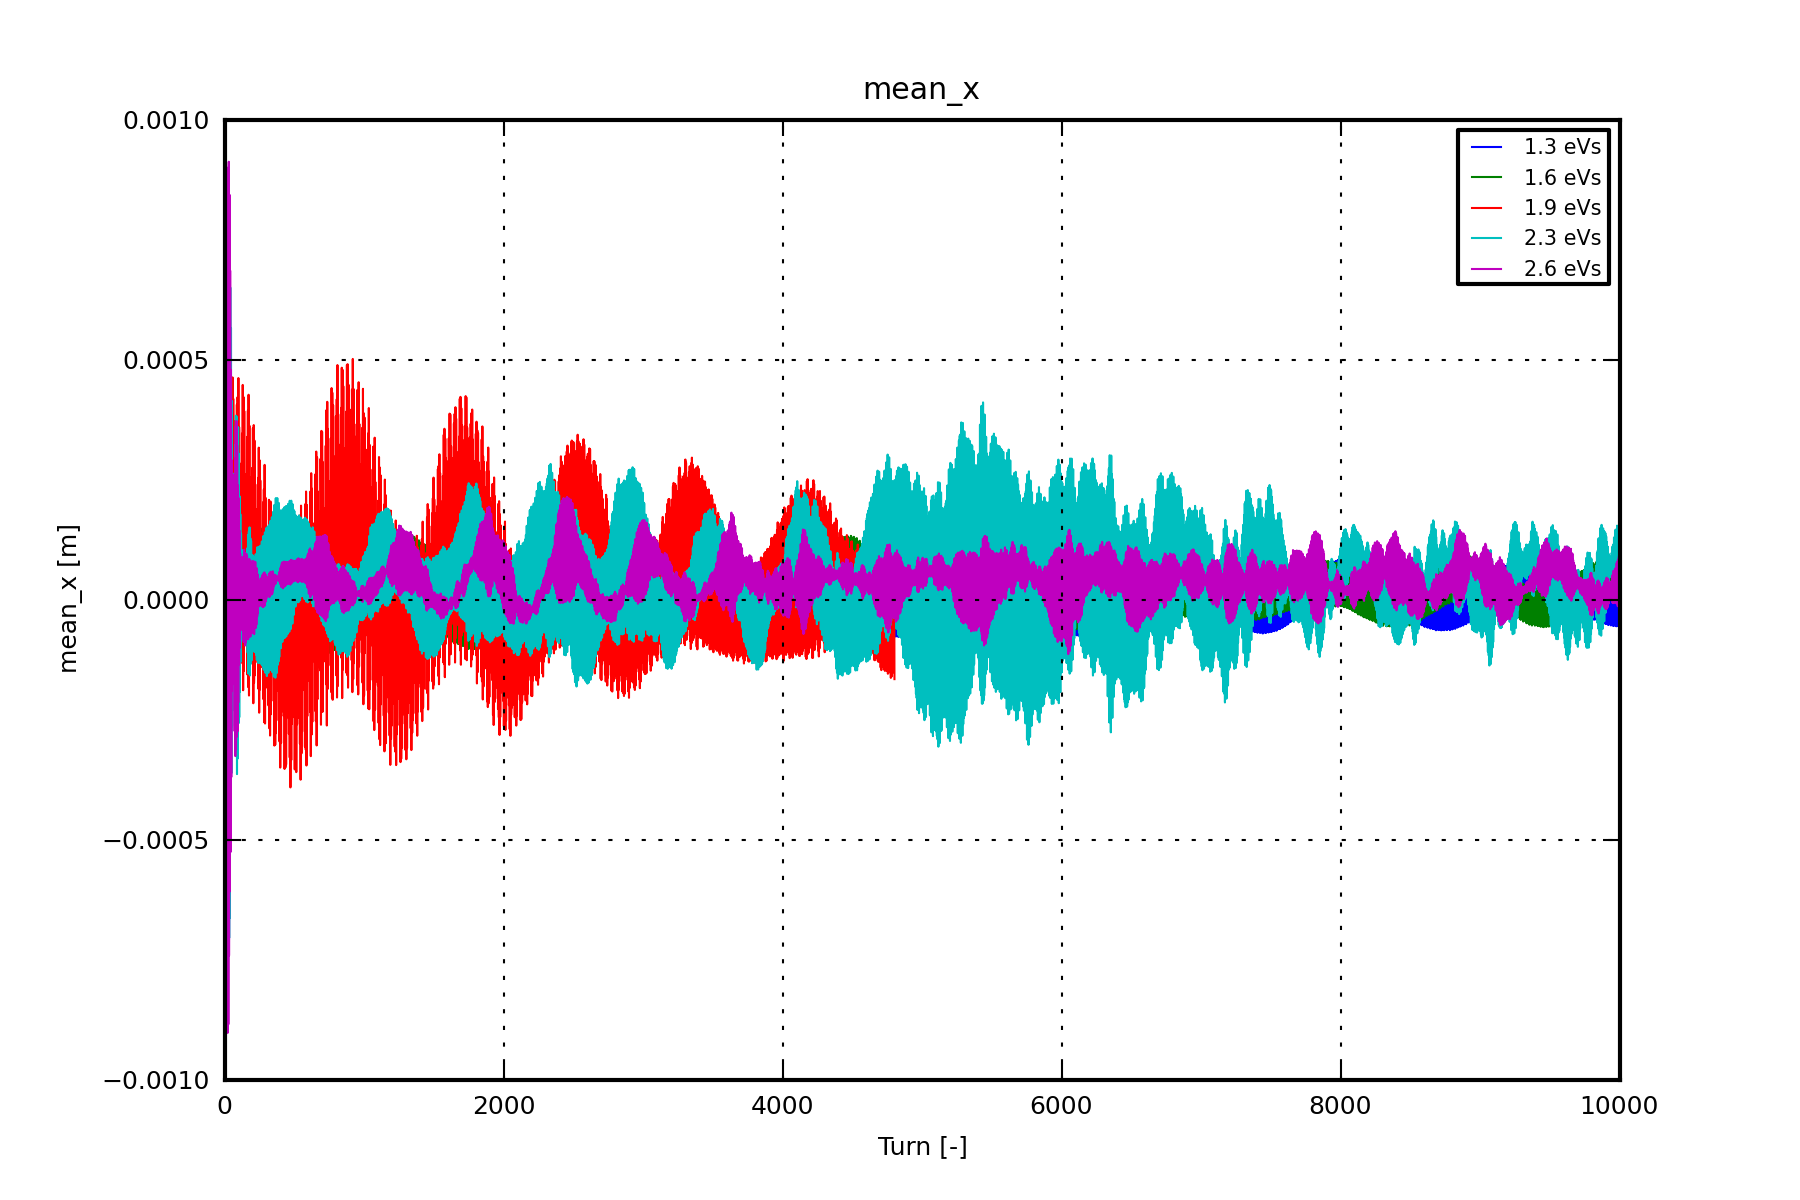 mean_x
0.0010
0.0005
0.0000
−0.0005
−0.0010
mean_x [m]
1.3 eVs
1.6 eVs
1.9 eVs
2.3 eVs
2.6 eVs
0 2000 4000 6000 8000 10000
Turn [-]